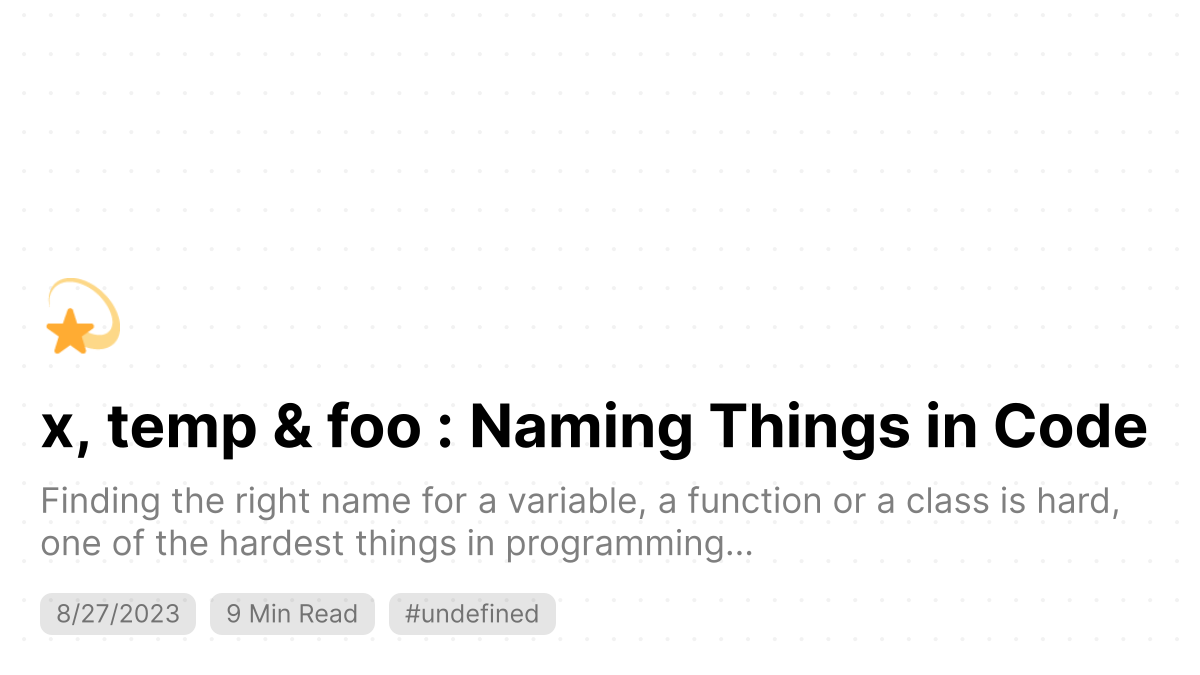 x, temp & foo : Naming Things in Code
Finding the right name for a variable, a function or a class is hard,
one of the hardest things in programming...
8/27/2023 9 Min Read #undefined